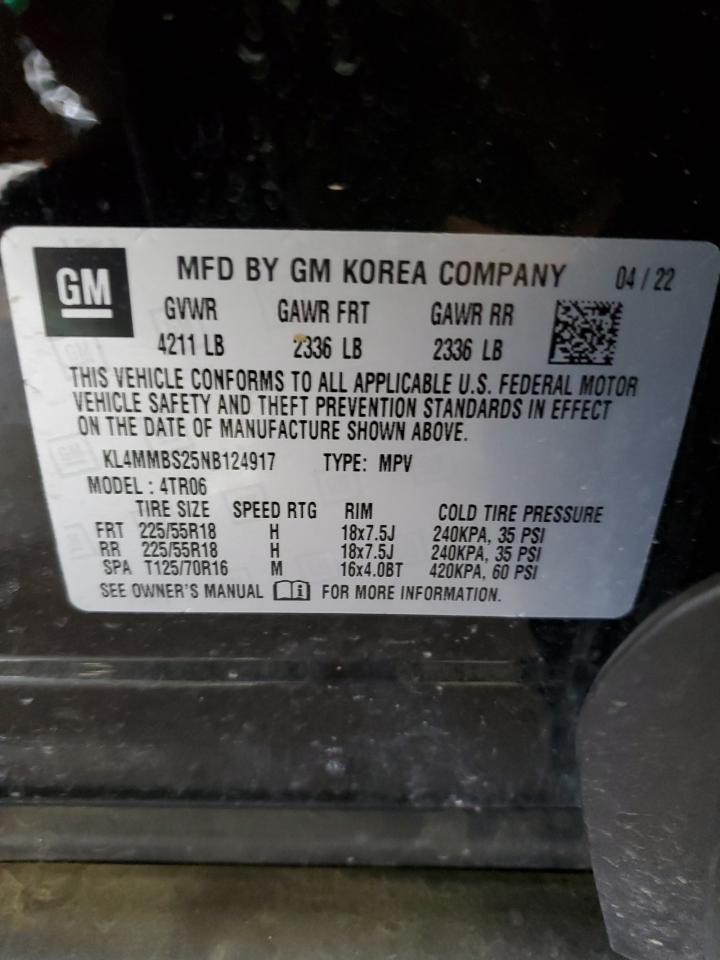 GM
MFD BY GM KOREA COMPANY 04 / 22
GVWR GAWR FRT GAWR RR
4211 LB 2336 LB 2336 LB
THIS VEHICLE CONFORMS TO ALL APPLICABLE U.S. FEDERAL MOTOR
VEHICLE SAFETY AND THEFT PREVENTION STANDARDS IN EFFECT
ON THE DATE OF MANUFACTURE SHOWN ABOVE.
KL4MMBS25NB124917 TYPE: MPV
MODEL : 4TR06
TIRE SIZE SPEED RTG RIM COLD TIRE PRESSURE
FRT 225/55R18 H 18x7.5J 240KPA, 35 PSI
RR 225/55R18 H 18x7.5J 240KPA, 35 PSI
SPA T125/70R16 M 16x4.0BT 420KPA, 60 PSI
SEE OWNER'S MANUAL i FOR MORE INFORMATION.